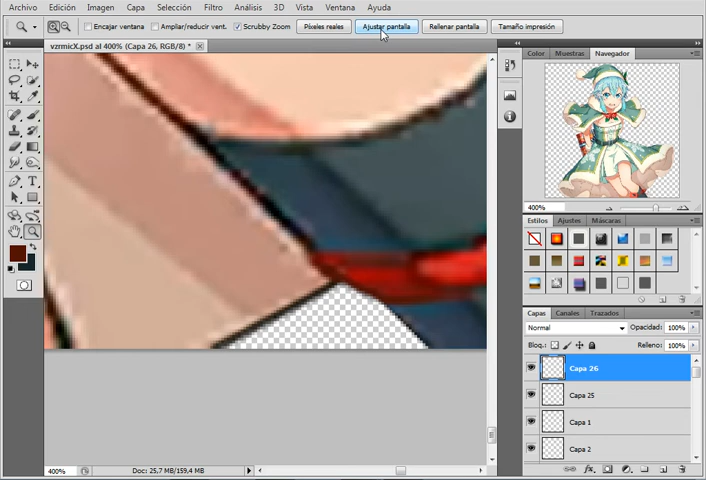 Archivo Edición Imagen Capa Selección Filtro Análisis 3D Vista Ventana Ayuda
Encajar ventana Ampliar/reducir vent. Scrubby Zoom Píxeles reales Ajustar pantalla Rellenar pantalla Tamaño impresión
vzrmicX.psd al 400% (Capa 26, RGB/8) *
Color Muestras Navegador
400%
Estilos Ajustes Máscaras
Capas Canales Trazados
Normal Opacidad: 100%
Bloq.: Relleno: 100%
Capa 26
Capa 25
Capa 1
Capa 2
400% Doc: 25,7 MB/159,4 MB